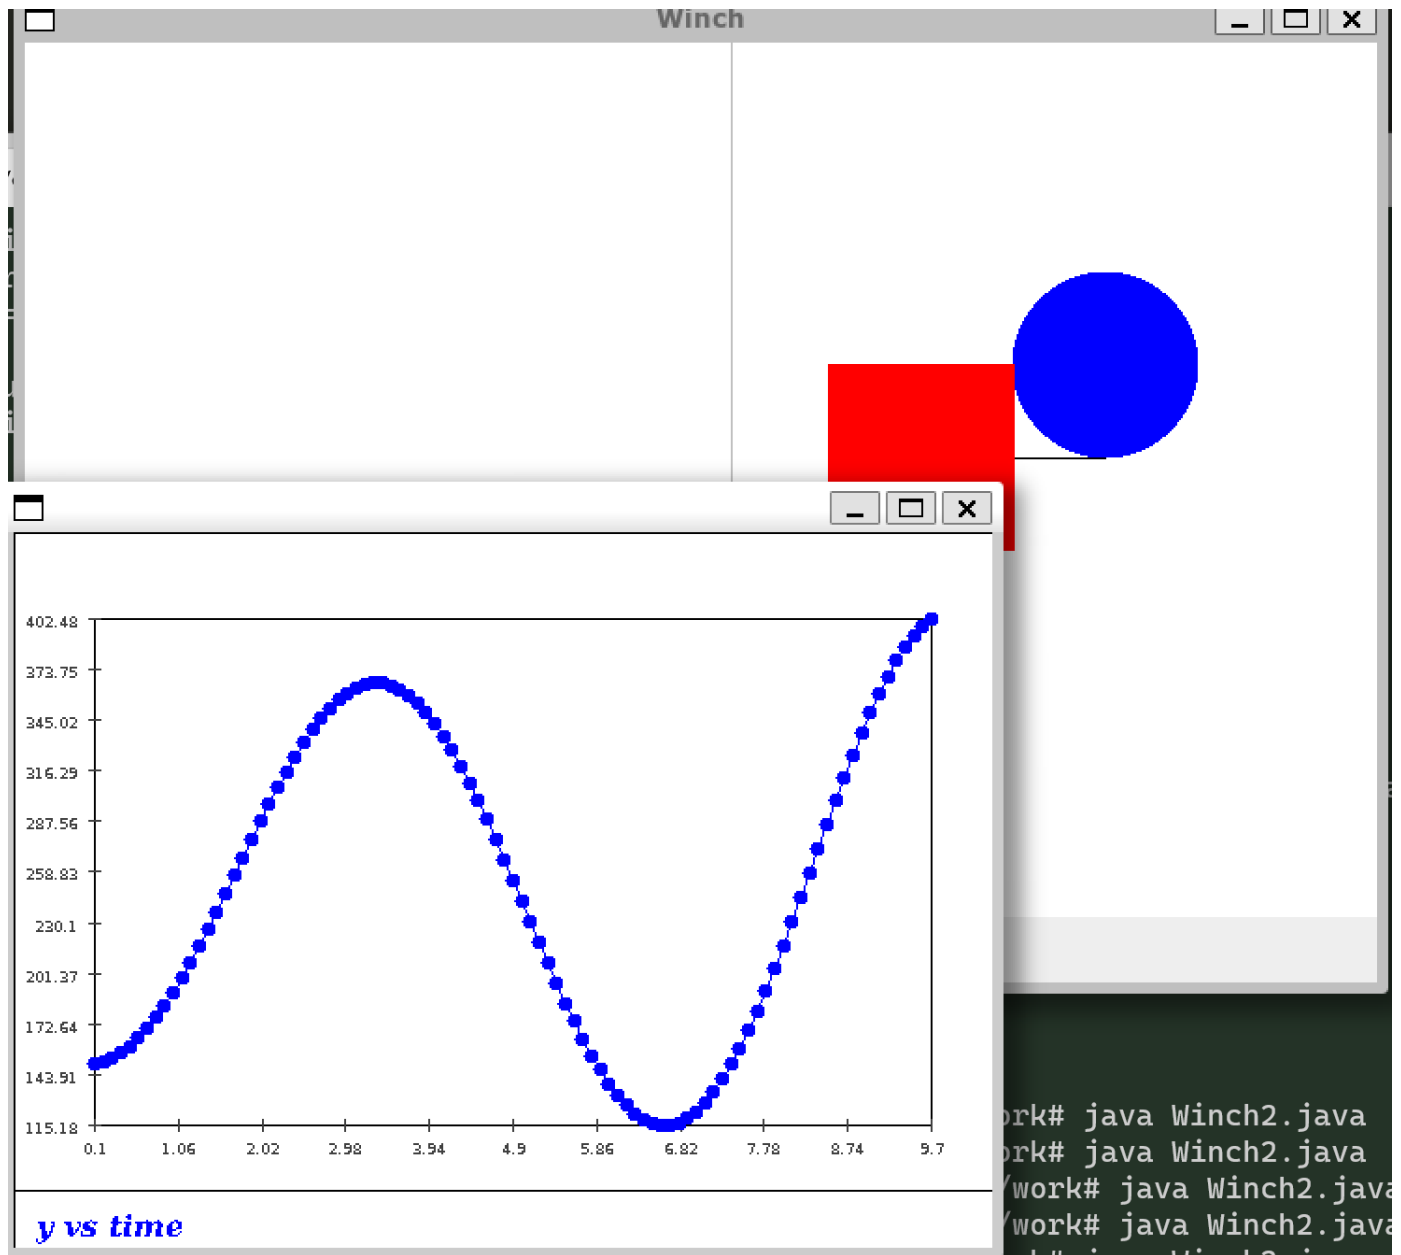 Winch
402.48
373.75
345.02
316.29
287.56
258.83
230.1
201.37
172.64
143.91
115.18
0.1 1.06 2.02 2.98 3.94 4.9 5.86 6.82 7.78 8.74 9.7
y vs time
ork# java Winch2.java
ork# java Winch2.java
/work# java Winch2.java
/work# java Winch2.java